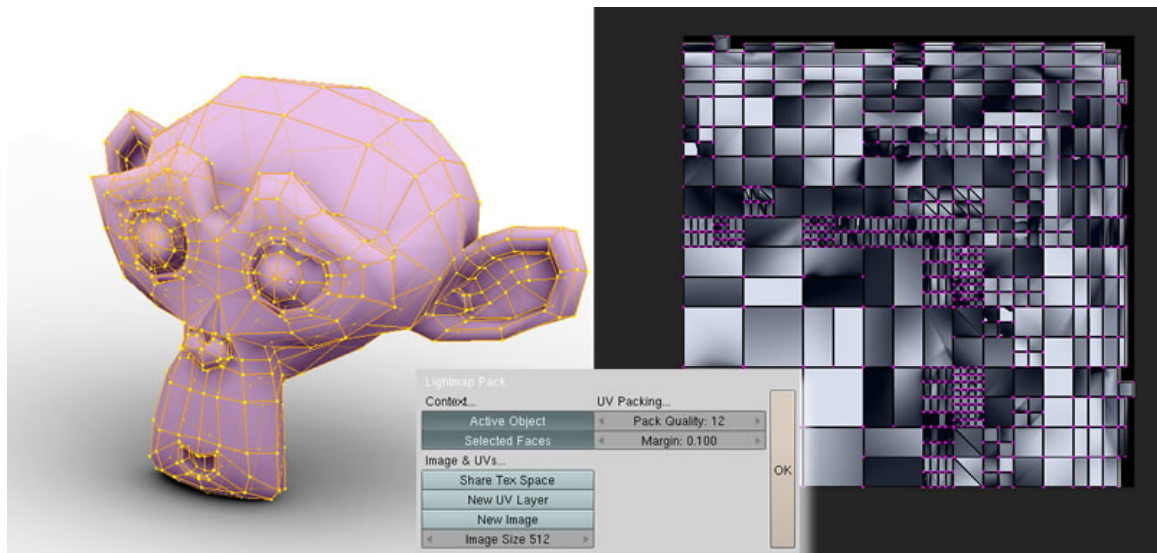 Lightmap Pack
Context...
UV Packing...
Active Object
Pack Quality: 12
Selected Faces
Margin: 0.100
Image & UVs...
OK
Share Tex Space
New UV Layer
New Image
Image Size 512